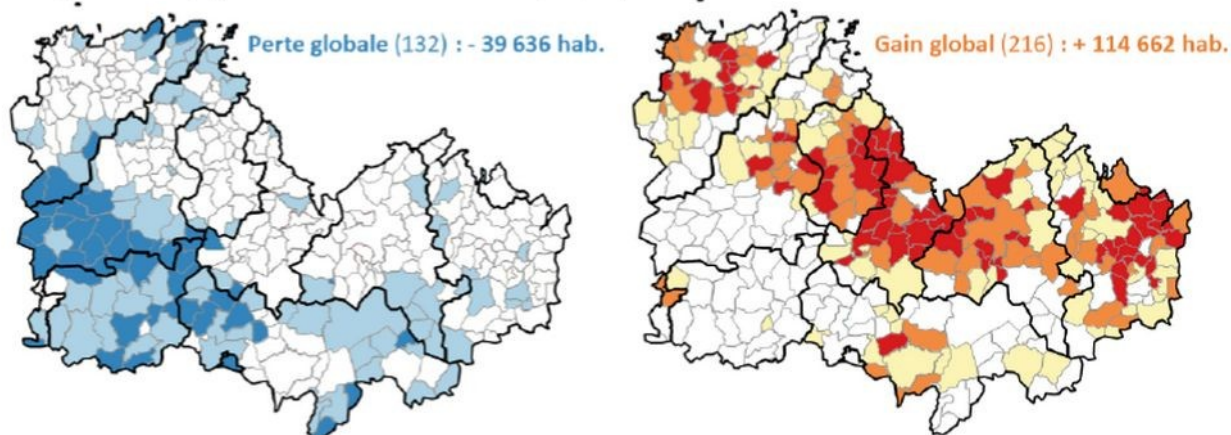 Perte globale (132) : - 39 636 hab.
Gain global (216) : + 114 662 hab.